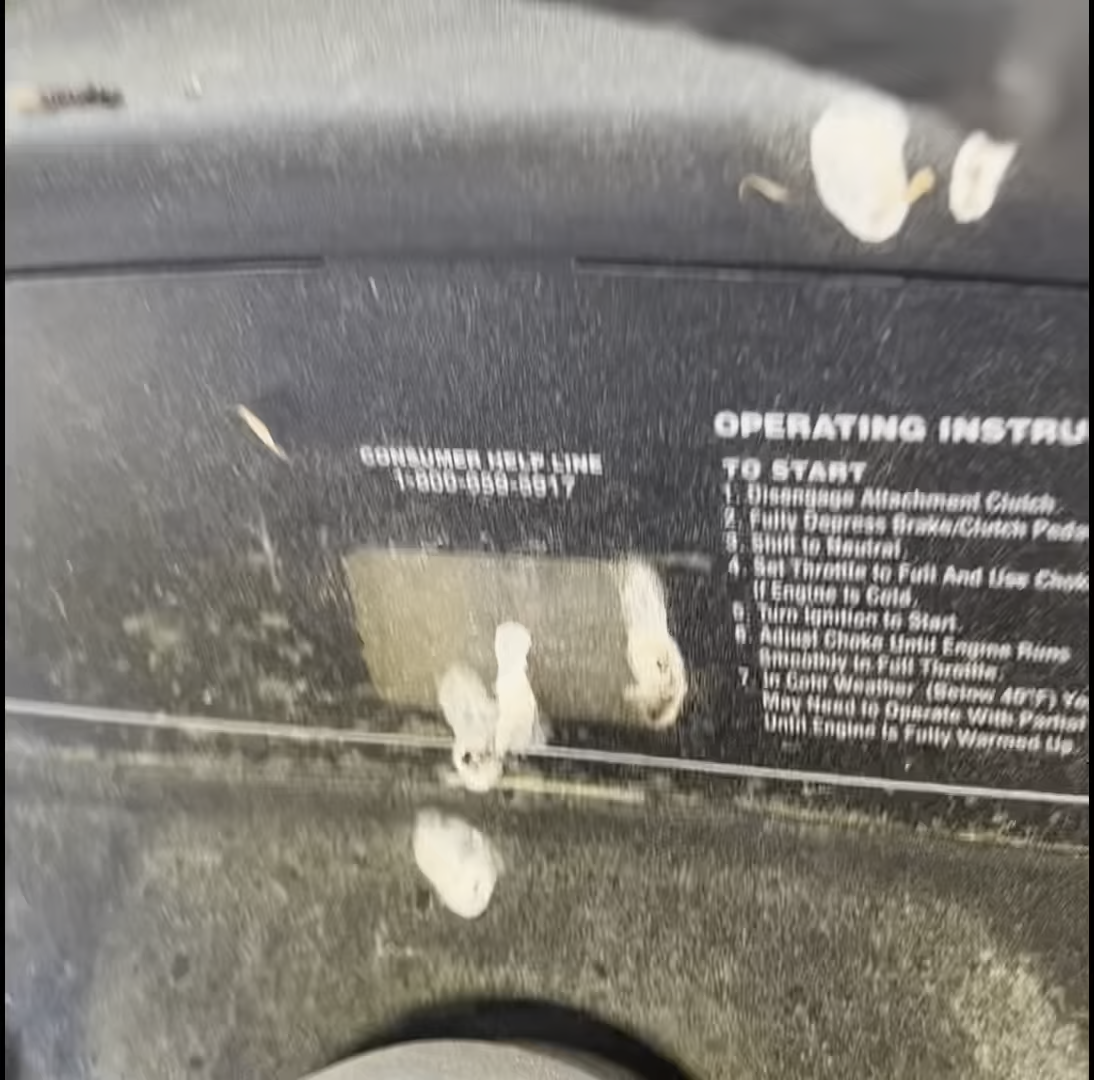 CONSUMER HELP LINE
OPERATING INSTRU
TO START
1. Disengage Attachment Clutch.
2. Fully Depress Brake/Clutch Peda
3. Shift to Neutral.
4. Set Throttle to Full And Use Chok
If Engine is Cold.
5. Turn Ignition to Start.
6. Adjust Choke Until Engine Runs
Smoothly in Full Throttle.
7. In Cold Weather (Below 40°F) Yo
May Need to Operate With Partial
Until Engine is Fully Warmed Up.